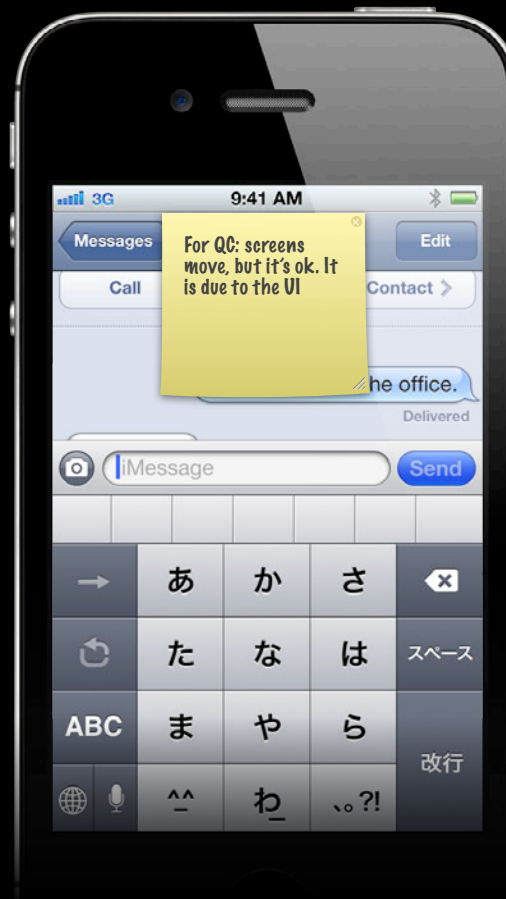 3G 9:41 AM
Messages Edit
For QC: screens
move, but it's ok. It
is due to the UI
Call Contact
he office.
Delivered
iMessage Send
→ あ か さ
た な は スペース
ABC ま や ら
改行
^^ わ 、。?!